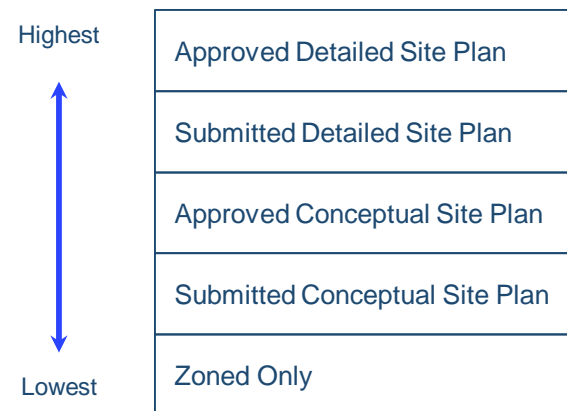 Highest
Approved Detailed Site Plan
Submitted Detailed Site Plan
Approved Conceptual Site Plan
Submitted Conceptual Site Plan
Zoned Only
Lowest